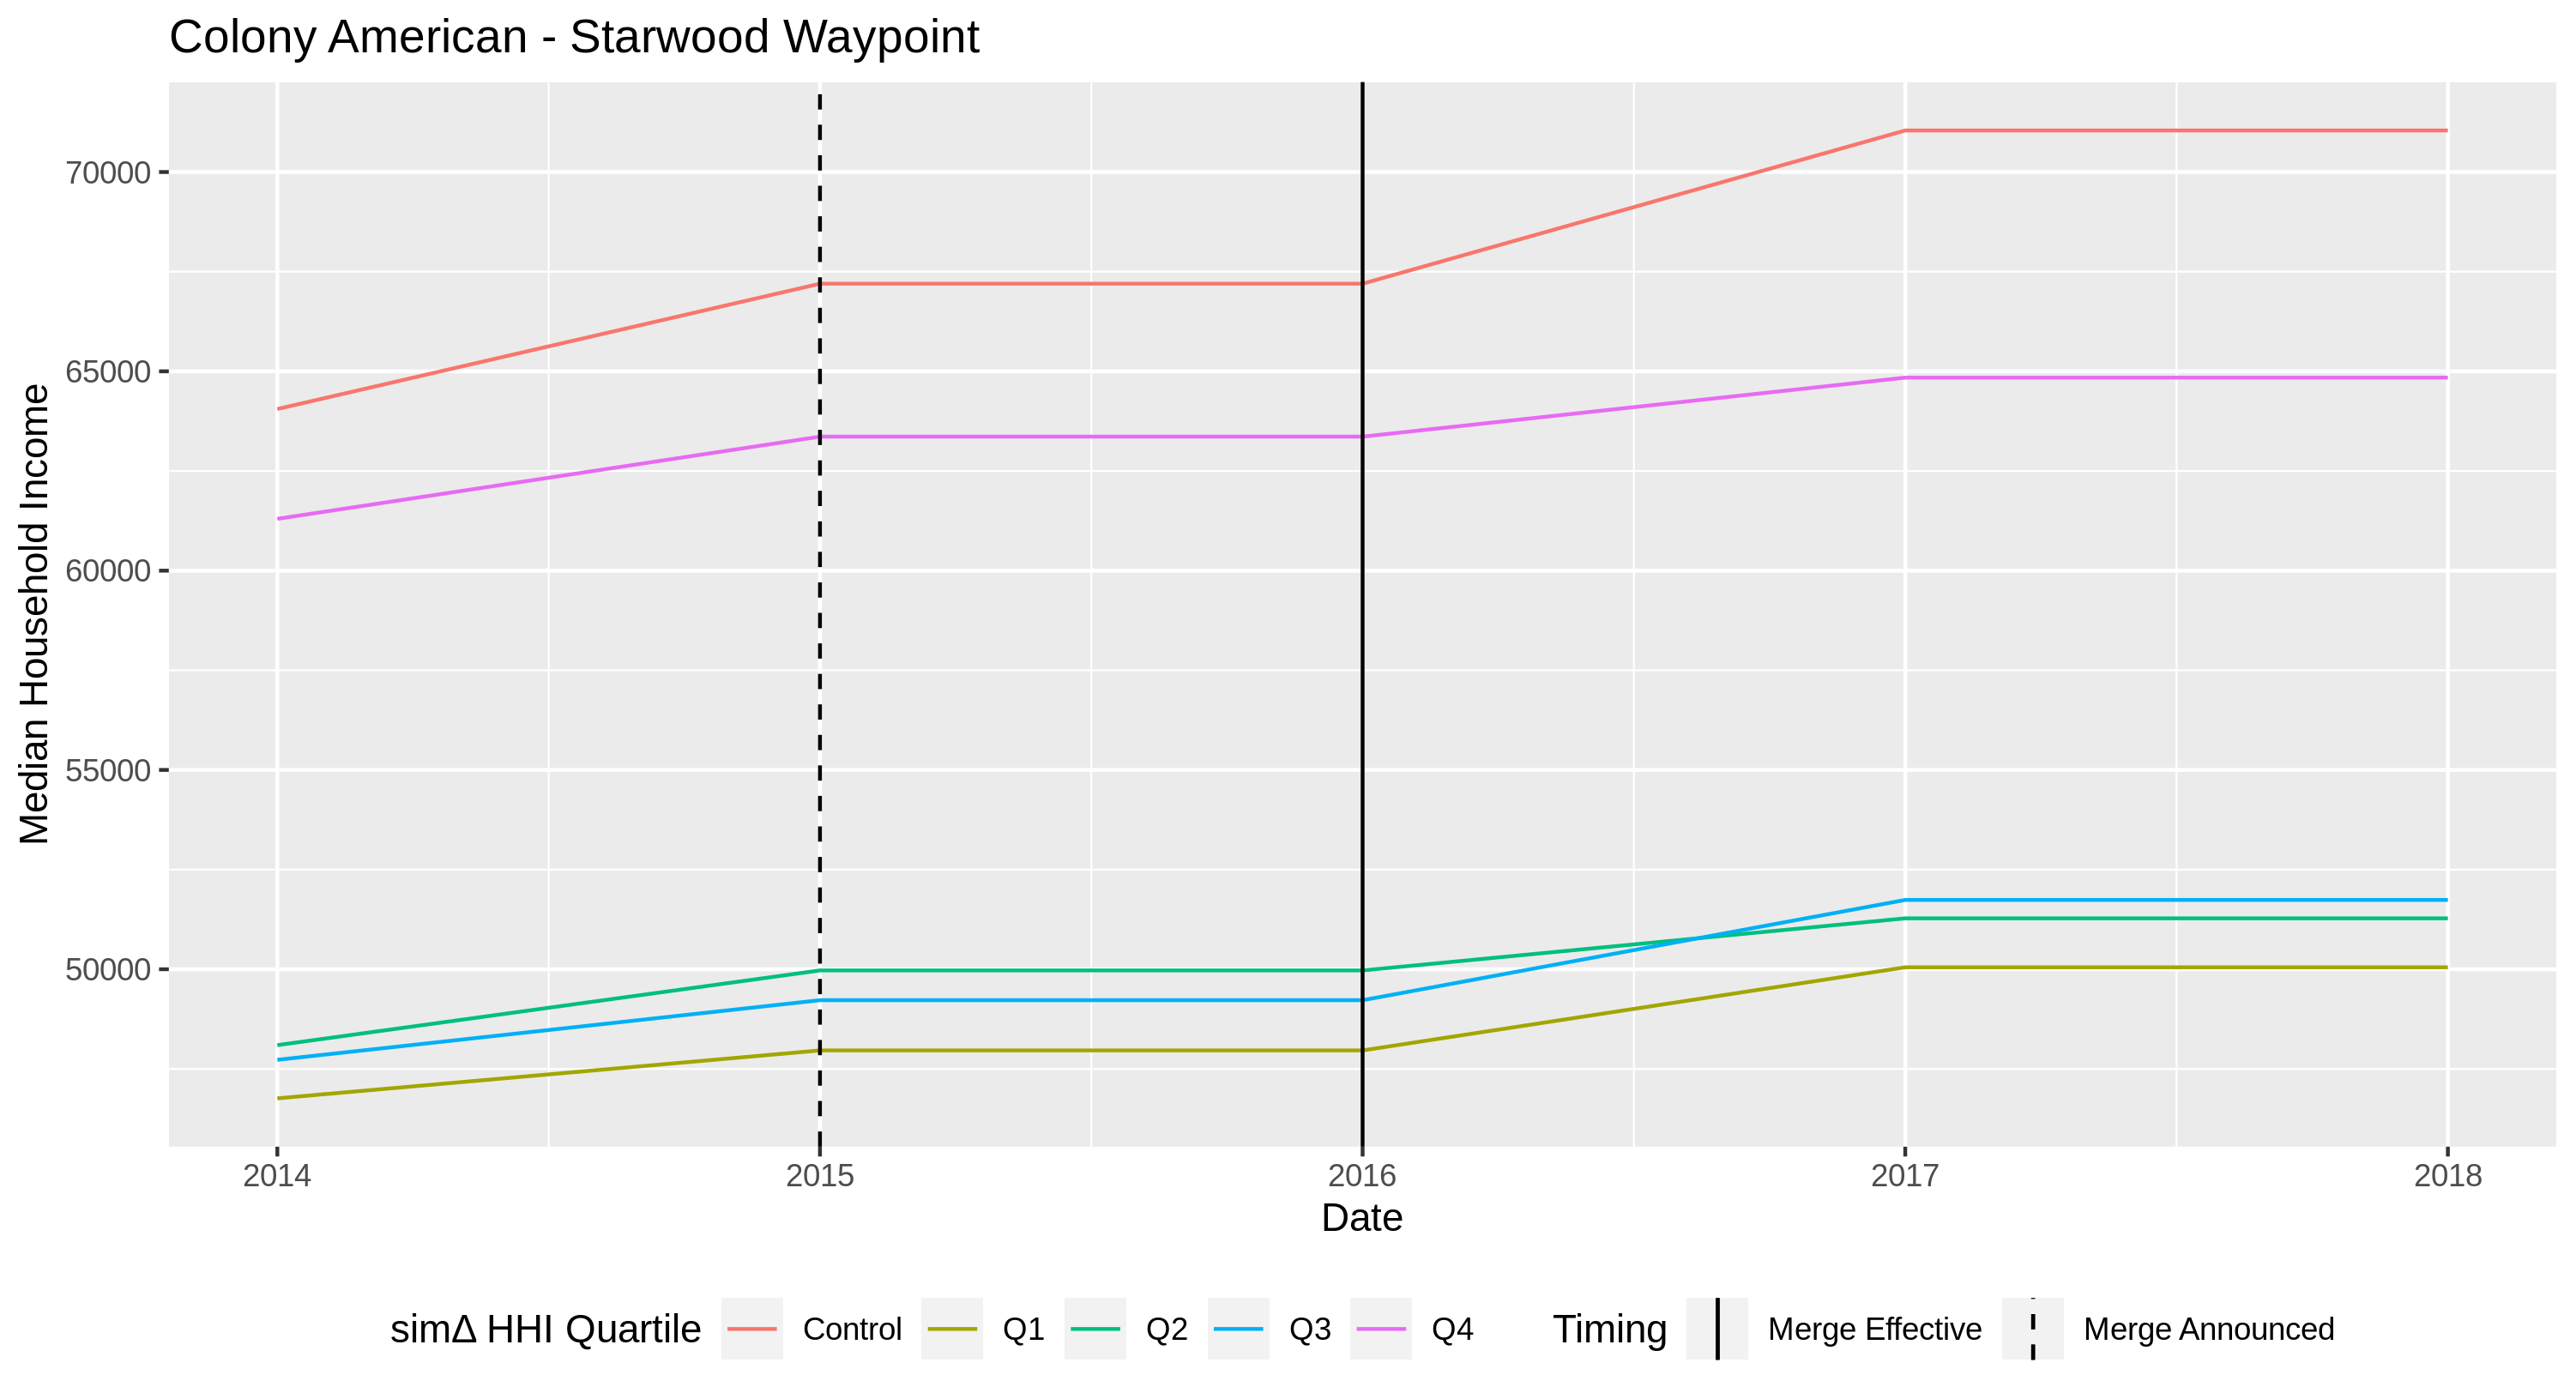 Colony American - Starwood Waypoint
Median Household Income
70000
65000
60000
55000
50000
2014 2015 2016 2017 2018
Date
simΔ HHI Quartile Control Q1 Q2 Q3 Q4 Timing Merge Effective Merge Announced